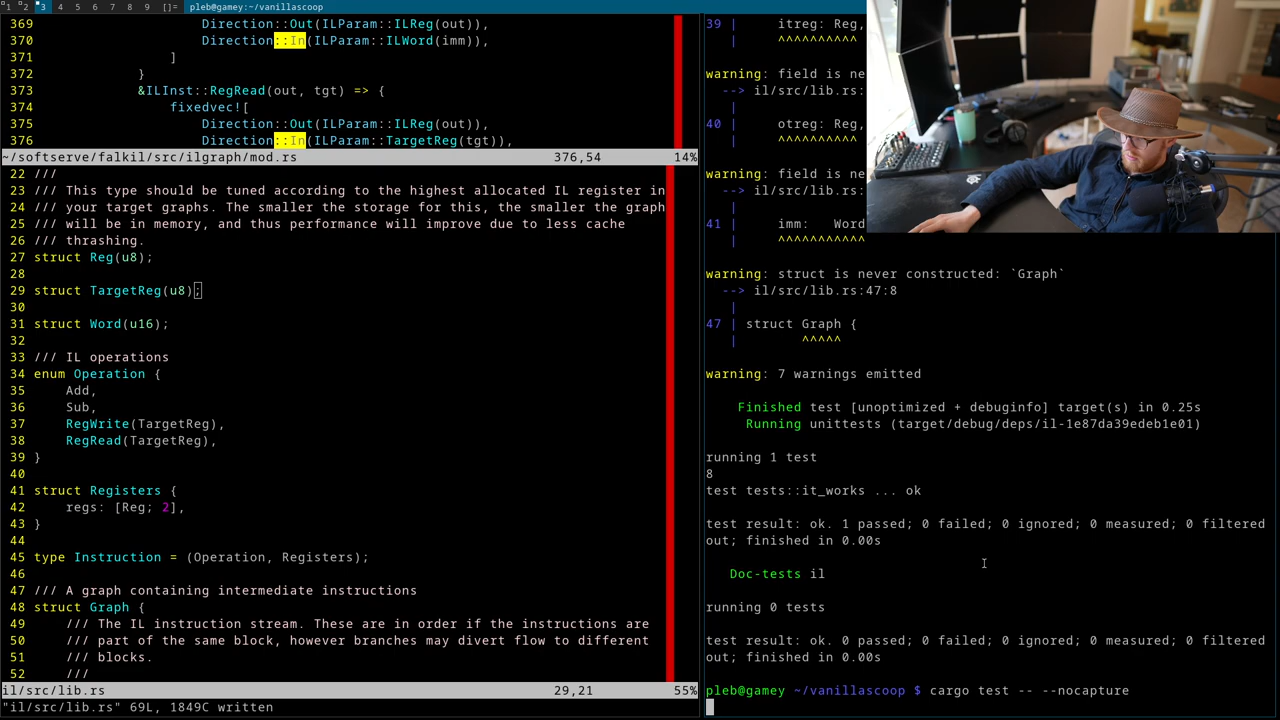 1 2 3 4 5 6 7 8 9 []= pleb@gamey:~/vanillascoop
369 Direction::Out(ILParam::ILReg(out)),
370 Direction::In(ILParam::ILWord(imm)),
371 ]
372 }
373 &ILInst::RegRead(out, tgt) => {
374 fixedvec![
375 Direction::Out(ILParam::ILReg(out)),
376 Direction::In(ILParam::TargetReg(tgt)),
~/softserve/falkil/src/ilgraph/mod.rs 376,54 14%
22 ///
23 /// This type should be tuned according to the highest allocated IL register in
24 /// your target graphs. The smaller the storage for this, the smaller the graph
25 /// will be in memory, and thus performance will improve due to less cache
26 /// thrashing.
27 struct Reg(u8);
28
29 struct TargetReg(u8);
30
31 struct Word(u16);
32
33 /// IL operations
34 enum Operation {
35 Add,
36 Sub,
37 RegWrite(TargetReg),
38 RegRead(TargetReg),
39 }
40
41 struct Registers {
42 regs: [Reg; 2],
43 }
44
45 type Instruction = (Operation, Registers);
46
47 /// A graph containing intermediate instructions
48 struct Graph {
49 /// The IL instruction stream. These are in order if the instructions are
50 /// part of the same block, however branches may divert flow to different
51 /// blocks.
52 ///
il/src/lib.rs 29,21 55%
"il/src/lib.rs" 69L, 1849C written
39 | itreg: Reg,
| ^^^^^^^^^^
warning: field is ne
--> il/src/lib.rs:
|
40 | otreg: Reg,
| ^^^^^^^^^^
warning: field is ne
--> il/src/lib.rs:
|
41 | imm: Word
| ^^^^^^^^^^^
warning: struct is never constructed: `Graph`
--> il/src/lib.rs:47:8
|
47 | struct Graph {
| ^^^^^
warning: 7 warnings emitted
Finished test [unoptimized + debuginfo] target(s) in 0.25s
Running unittests (target/debug/deps/il-1e87da39edeb1e01)
running 1 test
8
test tests::it_works ... ok
test result: ok. 1 passed; 0 failed; 0 ignored; 0 measured; 0 filtered
out; finished in 0.00s
Doc-tests il
running 0 tests
test result: ok. 0 passed; 0 failed; 0 ignored; 0 measured; 0 filtered
out; finished in 0.00s
pleb@gamey ~/vanillascoop $ cargo test -- --nocapture